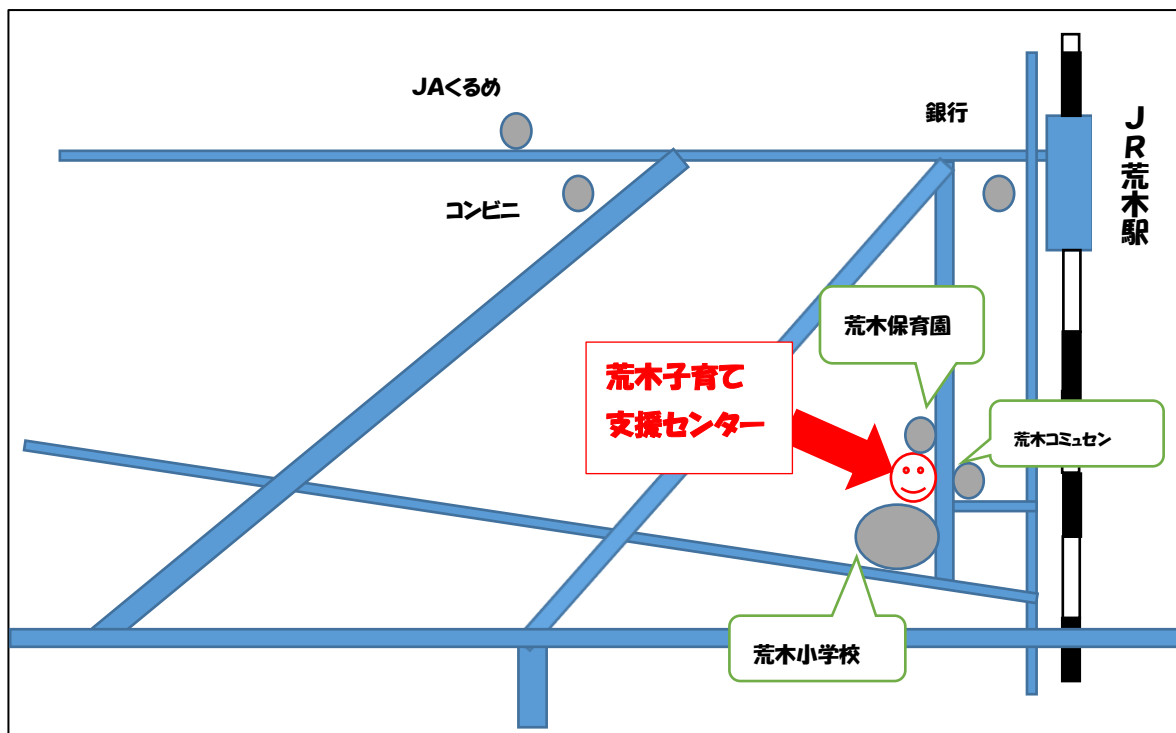 JAくるめ
銀行
JR荒木駅
コンビニ
荒木保育園
荒木子育て
支援センター
荒木コミュセン
荒木小学校